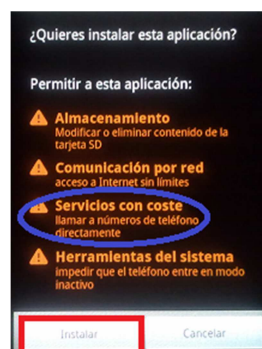 ¿Quieres instalar esta aplicación?
Permitir a esta aplicación:
Almacenamiento
Modificar o eliminar contenido de la
tarjeta SD
Comunicación por red
acceso a Internet sin límites
Servicios con coste
llamar a números de teléfono
directamente
Herramientas del sistema
impedir que el teléfono entre en modo
inactivo
Instalar
Cancelar